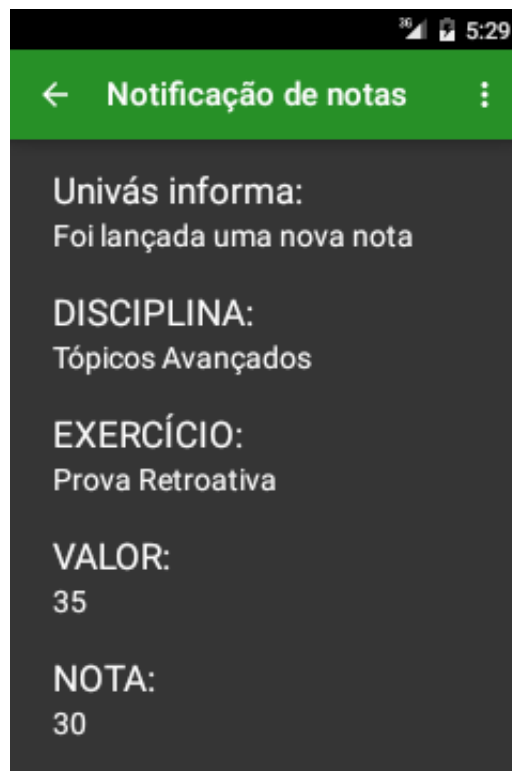 3G 5:29
Notificação de notas
Univás informa:
Foi lançada uma nova nota
DISCIPLINA:
Tópicos Avançados
EXERCÍCIO:
Prova Retroativa
VALOR:
35
NOTA:
30